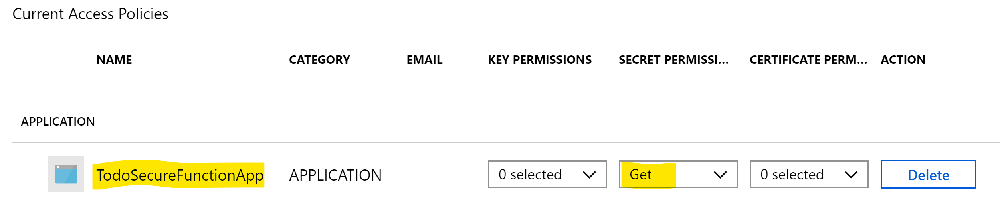 Current Access Policies
NAME CATEGORY EMAIL KEY PERMISSIONS SECRET PERMISSI... CERTIFICATE PERM... ACTION
APPLICATION
TodoSecureFunctionApp APPLICATION 0 selected Get 0 selected Delete